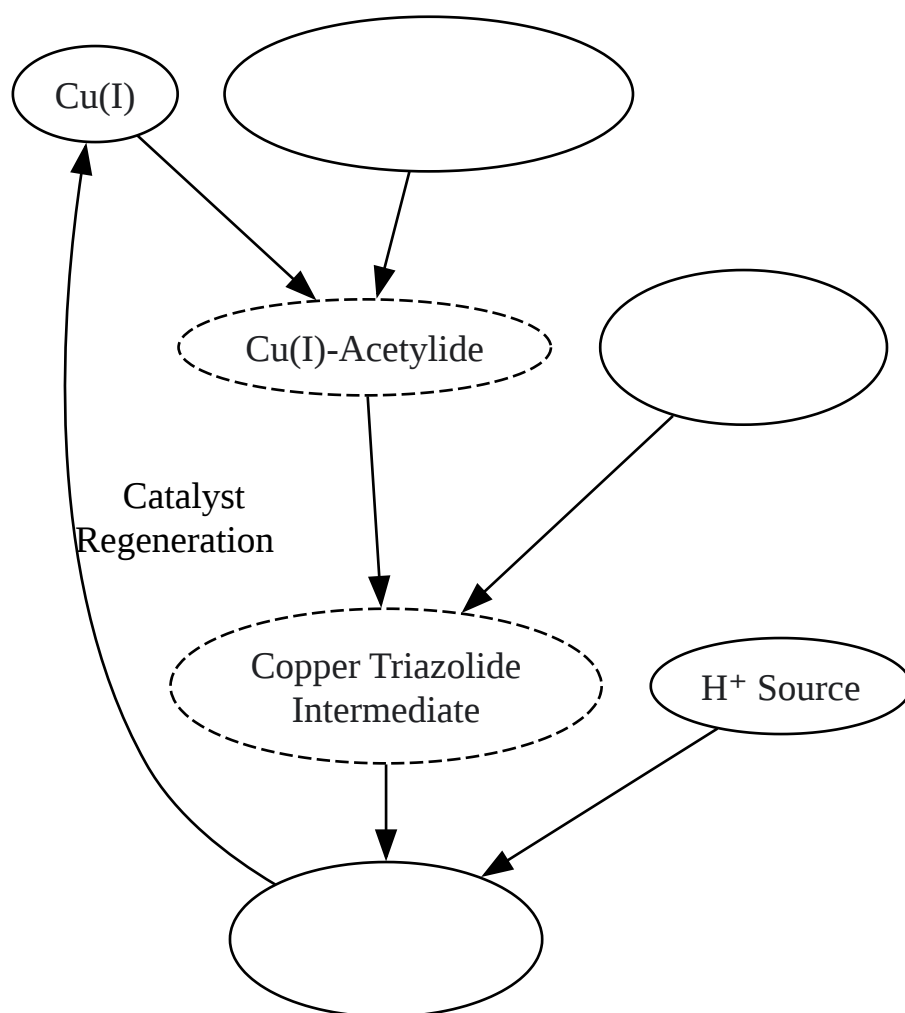 Cu(I)
Cu(I)-Acetylide
Catalyst
Regeneration
Copper Triazolide
Intermediate
H⁺ Source